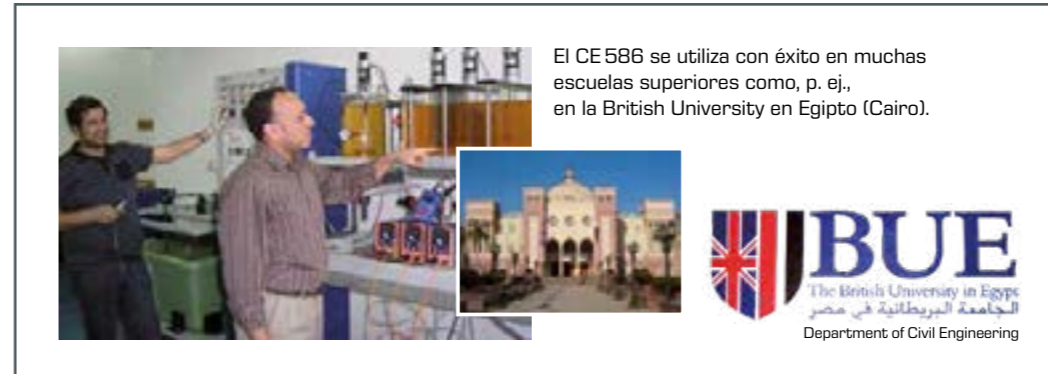 El CE 586 se utiliza con éxito en muchas
escuelas superiores como, p. ej.,
en la British University en Egipto (Cairo).
BUE
The British University in Egypt
الجامعة البريطانية في مصر
Department of Civil Engineering